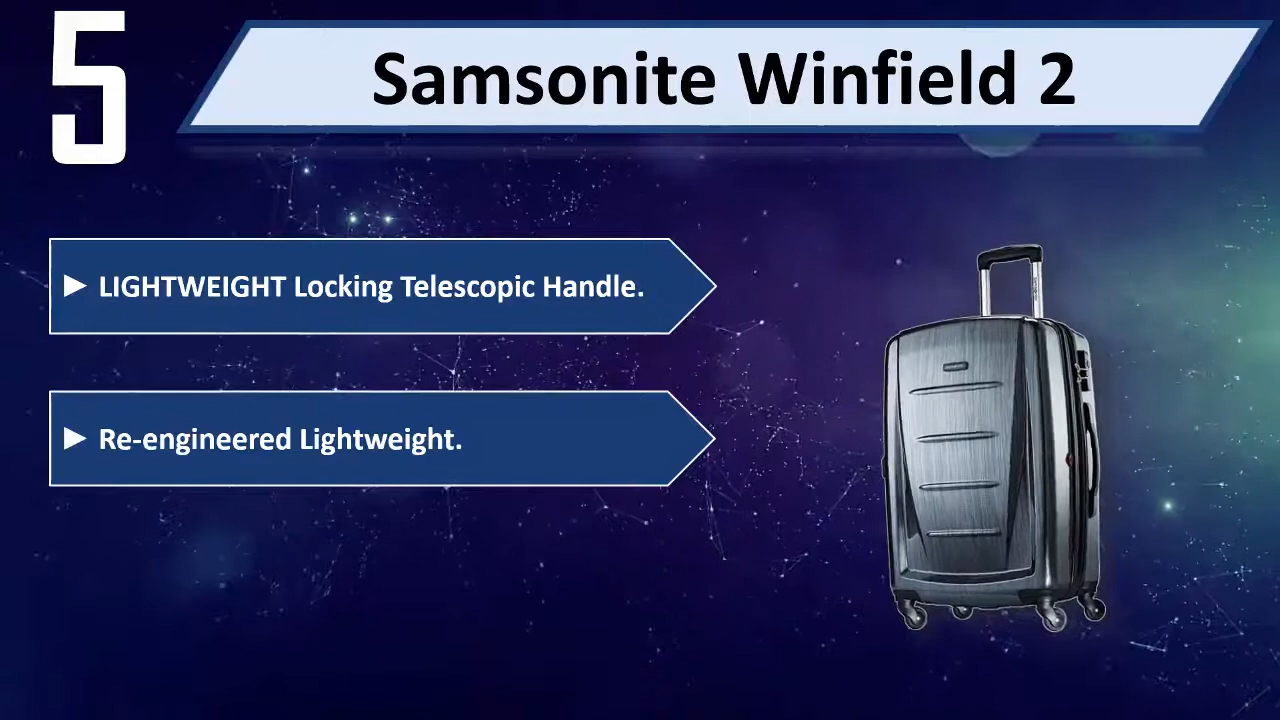 5
Samsonite Winfield 2
► LIGHTWEIGHT Locking Telescopic Handle.
► Re-engineered Lightweight.